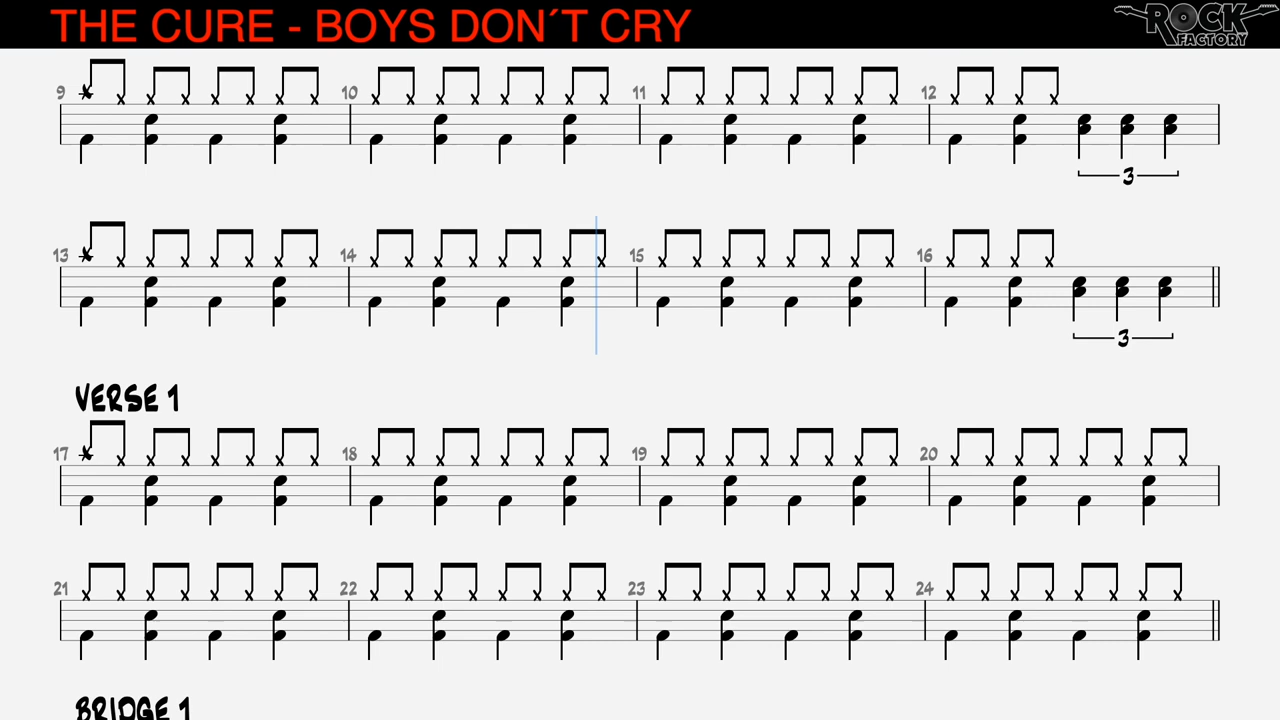 THE CURE - BOYS DON´T CRY
ROCK
FACTORY
9 10 11 12
3
13 14 15 16
3
VERSE 1
17 18 19 20
21 22 23 24
BRIDGE 1